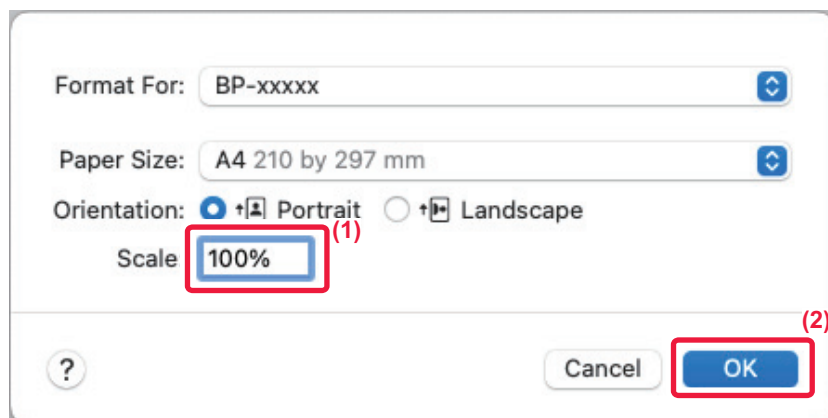 Format For: BP-xxxxx
Paper Size: A4 210 by 297 mm
Orientation: Portrait Landscape
(1)
Scale 100%
(2)
? Cancel OK